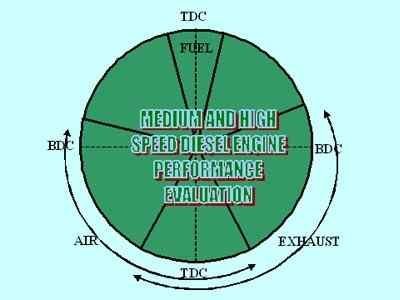 TDC
FUEL
MEDIUM AND HIGH
SPEED DIESEL ENGINE
PERFORMANCE
EVALUATION
BDC
BDC
AIR
EXHAUST
TDC